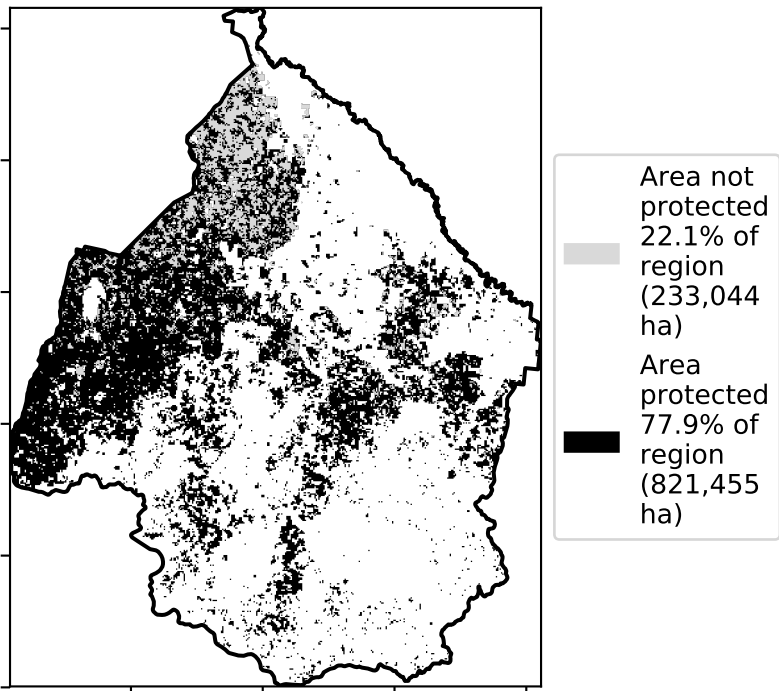 Area not
protected
22.1% of
region
(233,044
ha)
Area
protected
77.9% of
region
(821,455
ha)